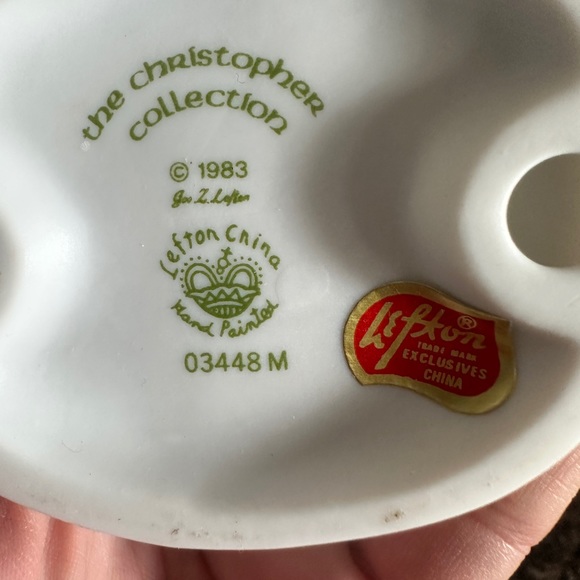 the christopher
collection
© 1983
Geo Z. Lefton
Lefton China
Hand Painted
03448 M
Lefton ®
TRADE MARK
EXCLUSIVES
CHINA